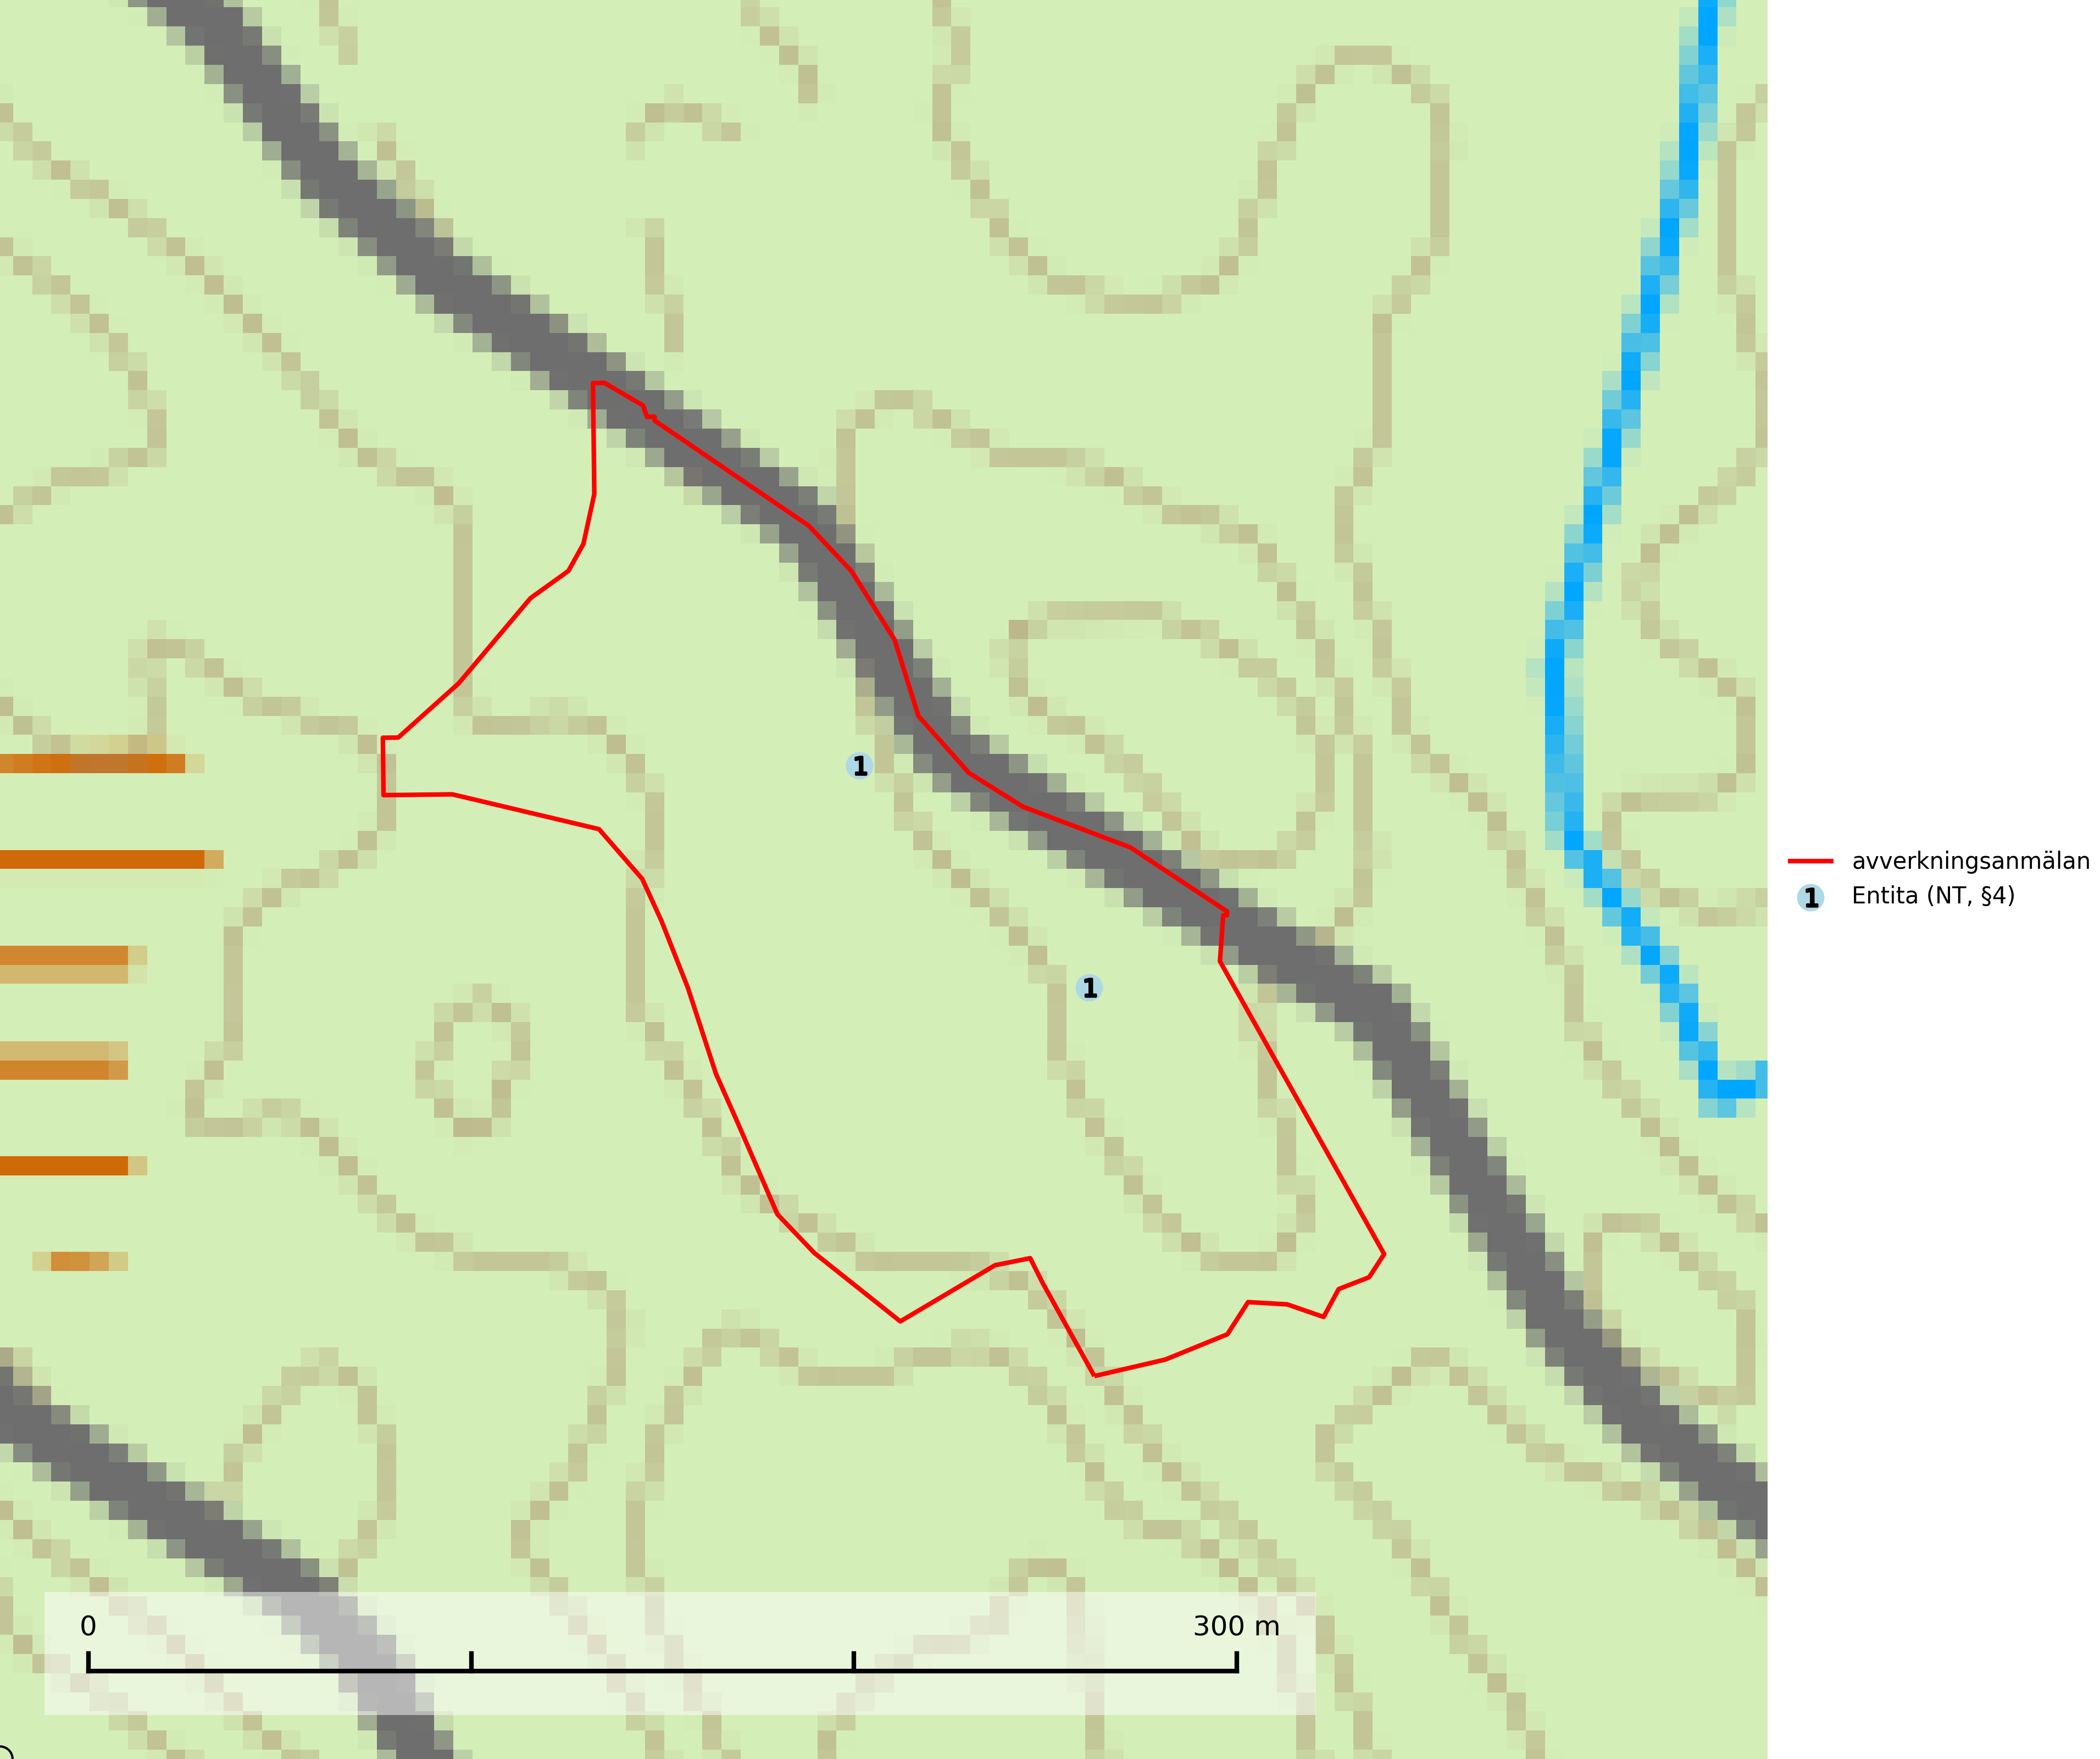 1
avverkningsanmälan
1 Entita (NT, §4)
1
0 300 m